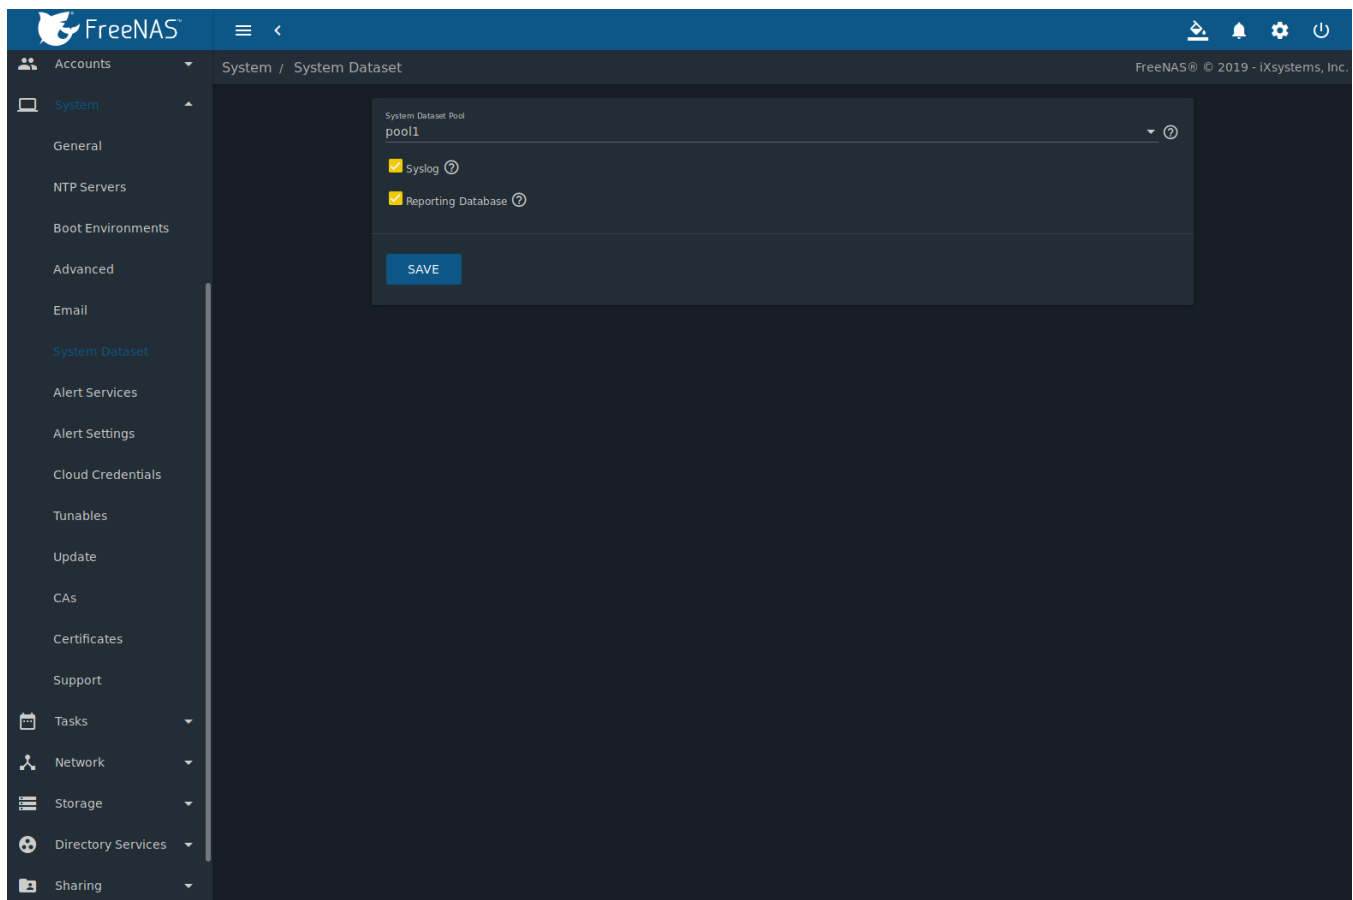 FreeNAS™
Accounts
System / System Dataset
FreeNAS® © 2019 - iXsystems, Inc.
System
General
NTP Servers
Boot Environments
Advanced
Email
System Dataset
Alert Services
Alert Settings
Cloud Credentials
Tunables
Update
CAs
Certificates
Support
Tasks
Network
Storage
Directory Services
Sharing
System Dataset Pool
pool1
Syslog
Reporting Database
SAVE